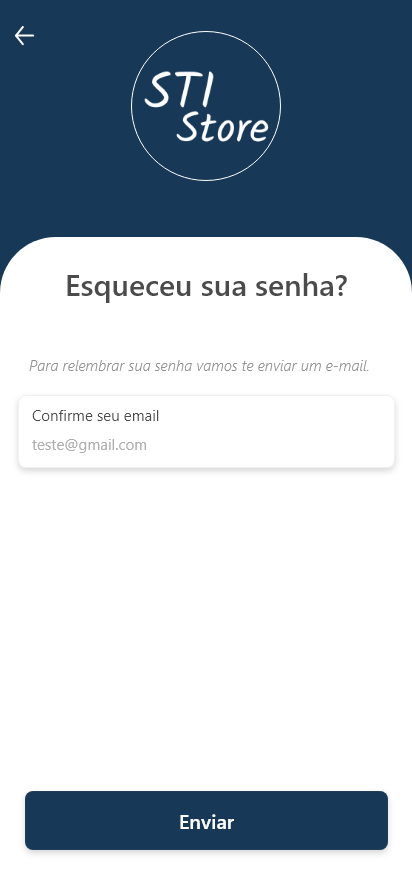 STI
Store
Esqueceu sua senha?
Para relembrar sua senha vamos te enviar um e-mail.
Confirme seu email
teste@gmail.com
Enviar